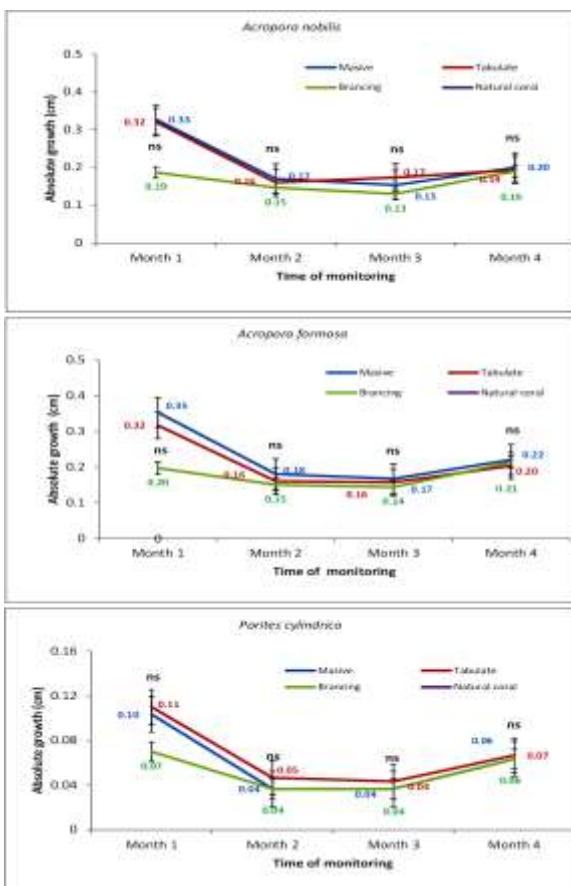 Acropora nobilis
Absolute growth (cm)
0.5
0.4
0.3
0.2
0.1
0
Masive
Tabulate
Brancing
Natural coral
0.32
0.33
ns
0.19
ns
0.17
0.16
0.15
ns
0.17
0.15
0.13
ns
0.20
0.19
0.19
Month 1
Month 2
Month 3
Month 4
Time of monitoring
Acropora formosa
Absolute growth (cm)
0.5
0.4
0.3
0.2
0.1
0
Masive
Tabulate
Brancing
Natural coral
0.35
0.32
ns
0.20
0
ns
0.18
0.16
0.15
ns
0.16
0.17
0.14
ns
0.22
0.20
0.21
Month 1
Month 2
Month 3
Month 4
Time of monitoring
Porites cylindrica
Absolute growth (cm)
0.16
0.12
0.08
0.04
0
Masive
Tabulate
Brancing
Natural coral
ns
0.11
0.10
0.07
ns
0.05
0.04
0.04
ns
0.04
0.04
0.04
ns
0.06
0.07
0.06
Month 1
Month 2
Month 3
Month 4
Time of monitoring